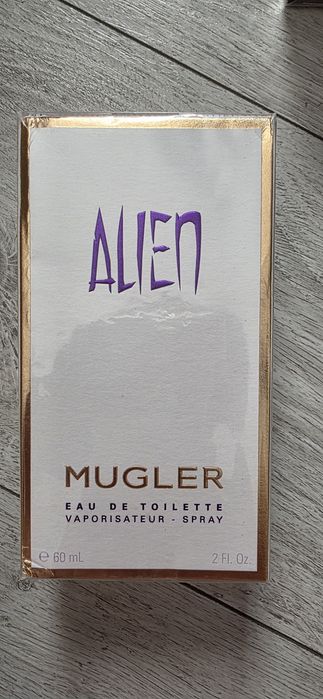 ALIEN
MUGLER
EAU DE TOILETTE
VAPORISATEUR - SPRAY
℮ 60 mL 2 Fl. Oz.